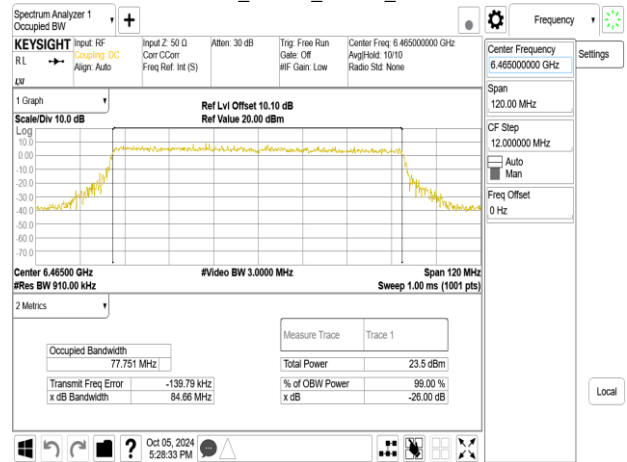 Spectrum Analyzer 1
Occupied BW
Frequency
KEYSIGHT
R L
LXI
Input: RF
Coupling: DC
Align: Auto
Input Z: 50 Ω
Corr CCorr
Freq Ref: Int (S)
Atten: 30 dB
Trig: Free Run
Gate: Off
#IF Gain: Low
Center Freq: 6.465000000 GHz
Avg|Hold: 10/10
Radio Std: None
Center Frequency
6.465000000 GHz
Settings
Span
120.00 MHz
CF Step
12.000000 MHz
Auto
Man
Freq Offset
0 Hz
Local
1 Graph
Scale/Div 10.0 dB
Ref Lvl Offset 10.10 dB
Ref Value 20.00 dBm
Log
10.0
0.00
-10.0
-20.0
-30.0
-40.0
-50.0
-60.0
-70.0
Center 6.46500 GHz
#Res BW 910.00 kHz
#Video BW 3.0000 MHz
Span 120 MHz
Sweep 1.00 ms (1001 pts)
2 Metrics
Measure Trace
Trace 1
Occupied Bandwidth
77.751 MHz
Total Power
23.5 dBm
Transmit Freq Error
-139.79 kHz
% of OBW Power
99.00 %
x dB Bandwidth
84.66 MHz
x dB
-26.00 dB
?
Oct 05, 2024
5:28:33 PM